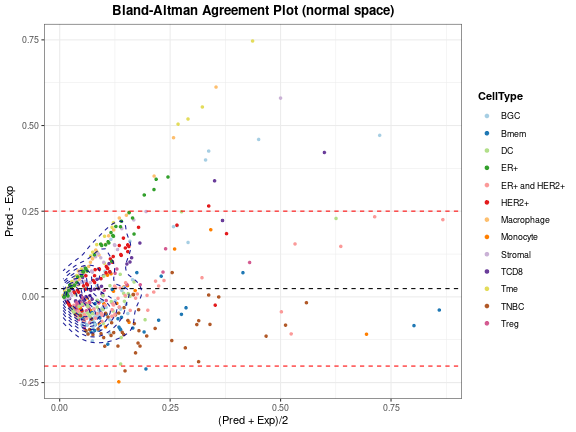 Bland-Altman Agreement Plot (normal space)
Pred - Exp
0.75
0.50
0.25
0.00
-0.25
0.00
0.25
0.50
0.75
(Pred + Exp)/2
CellType
BGC
Bmem
DC
ER+
ER+ and HER2+
HER2+
Macrophage
Monocyte
Stromal
TCD8
Tme
TNBC
Treg